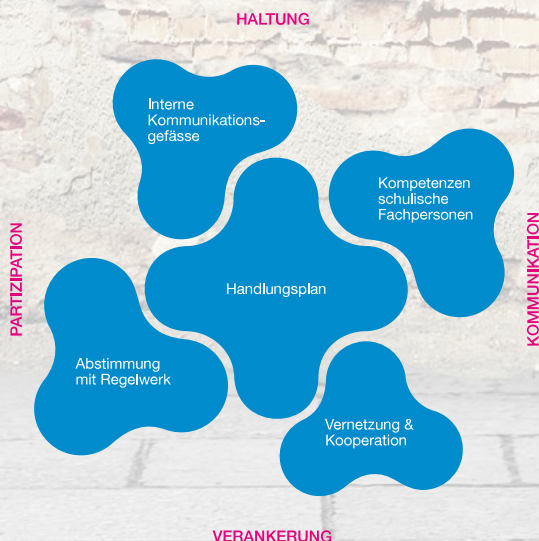 HALTUNG
Interne
Kommunikations-
gefässe
Kompetenzen
schulische
Fachpersonen
PARTIZIPATION
KOMMUNIKATION
Handlungsplan
Abstimmung
mit Regelwerk
Vernetzung &
Kooperation
VERANKERUNG